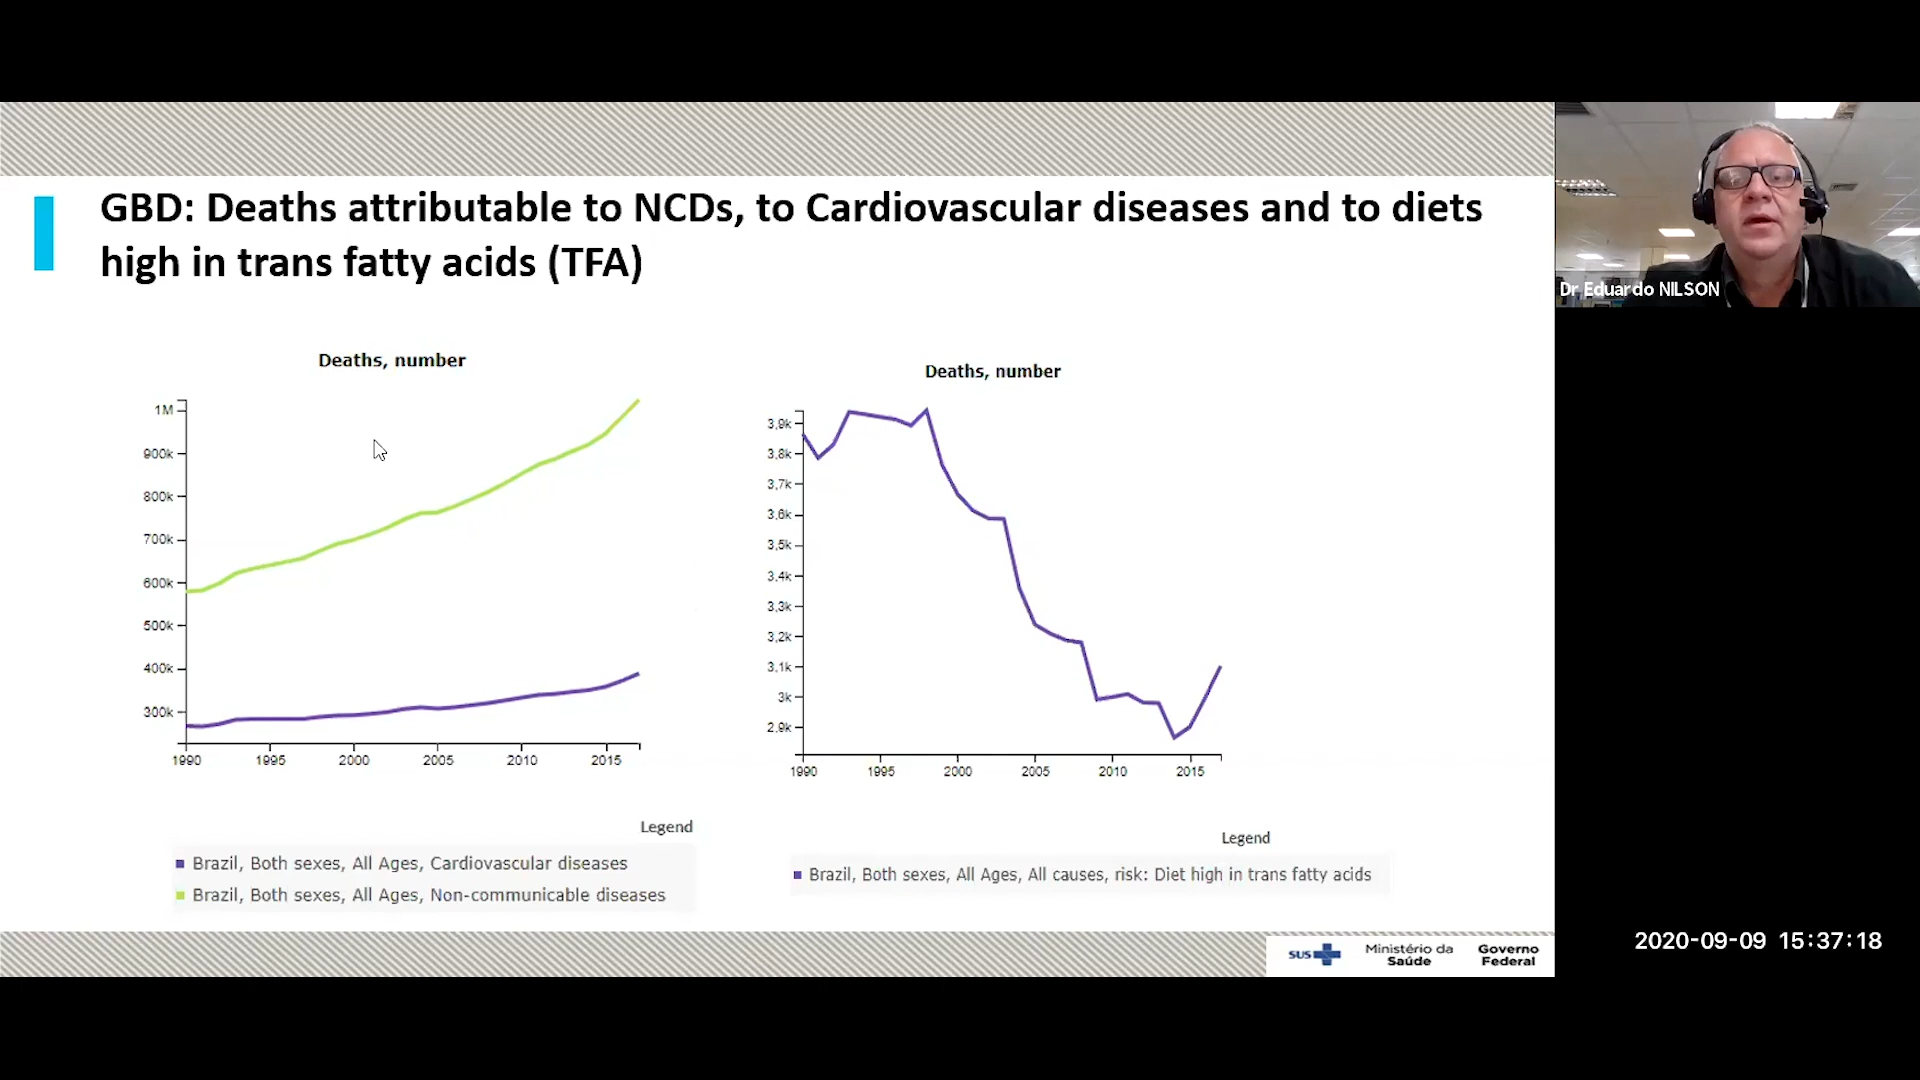 GBD: Deaths attributable to NCDs, to Cardiovascular diseases and to diets
high in trans fatty acids (TFA)
Dr Eduardo NILSON
Deaths, number
1M
900k
800k
700k
600k
500k
400k
300k
1990 1995 2000 2005 2010 2015
Legend
Brazil, Both sexes, All Ages, Cardiovascular diseases
Brazil, Both sexes, All Ages, Non-communicable diseases
Deaths, number
3,9k
3,8k
3,7k
3,6k
3,5k
3,4k
3,3k
3,2k
3,1k
3k
2,9k
1990 1995 2000 2005 2010 2015
Legend
Brazil, Both sexes, All Ages, All causes, risk: Diet high in trans fatty acids
SUS
Ministério da
Saúde
Governo
Federal
2020-09-09 15:37:18